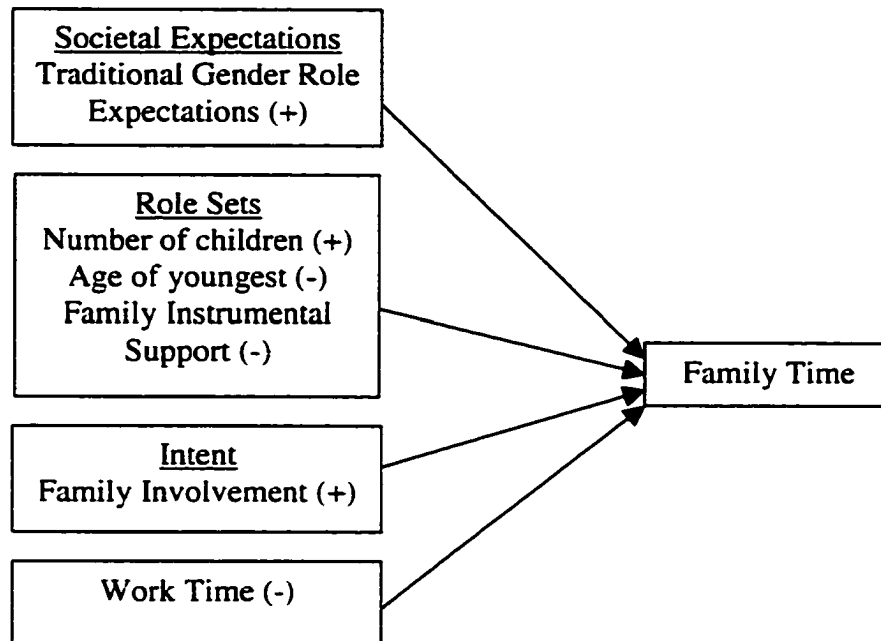 Societal Expectations
Traditional Gender Role
Expectations (+)
Role Sets
Number of children (+)
Age of youngest (-)
Family Instrumental
Support (-)
Family Time
Intent
Family Involvement (+)
Work Time (-)